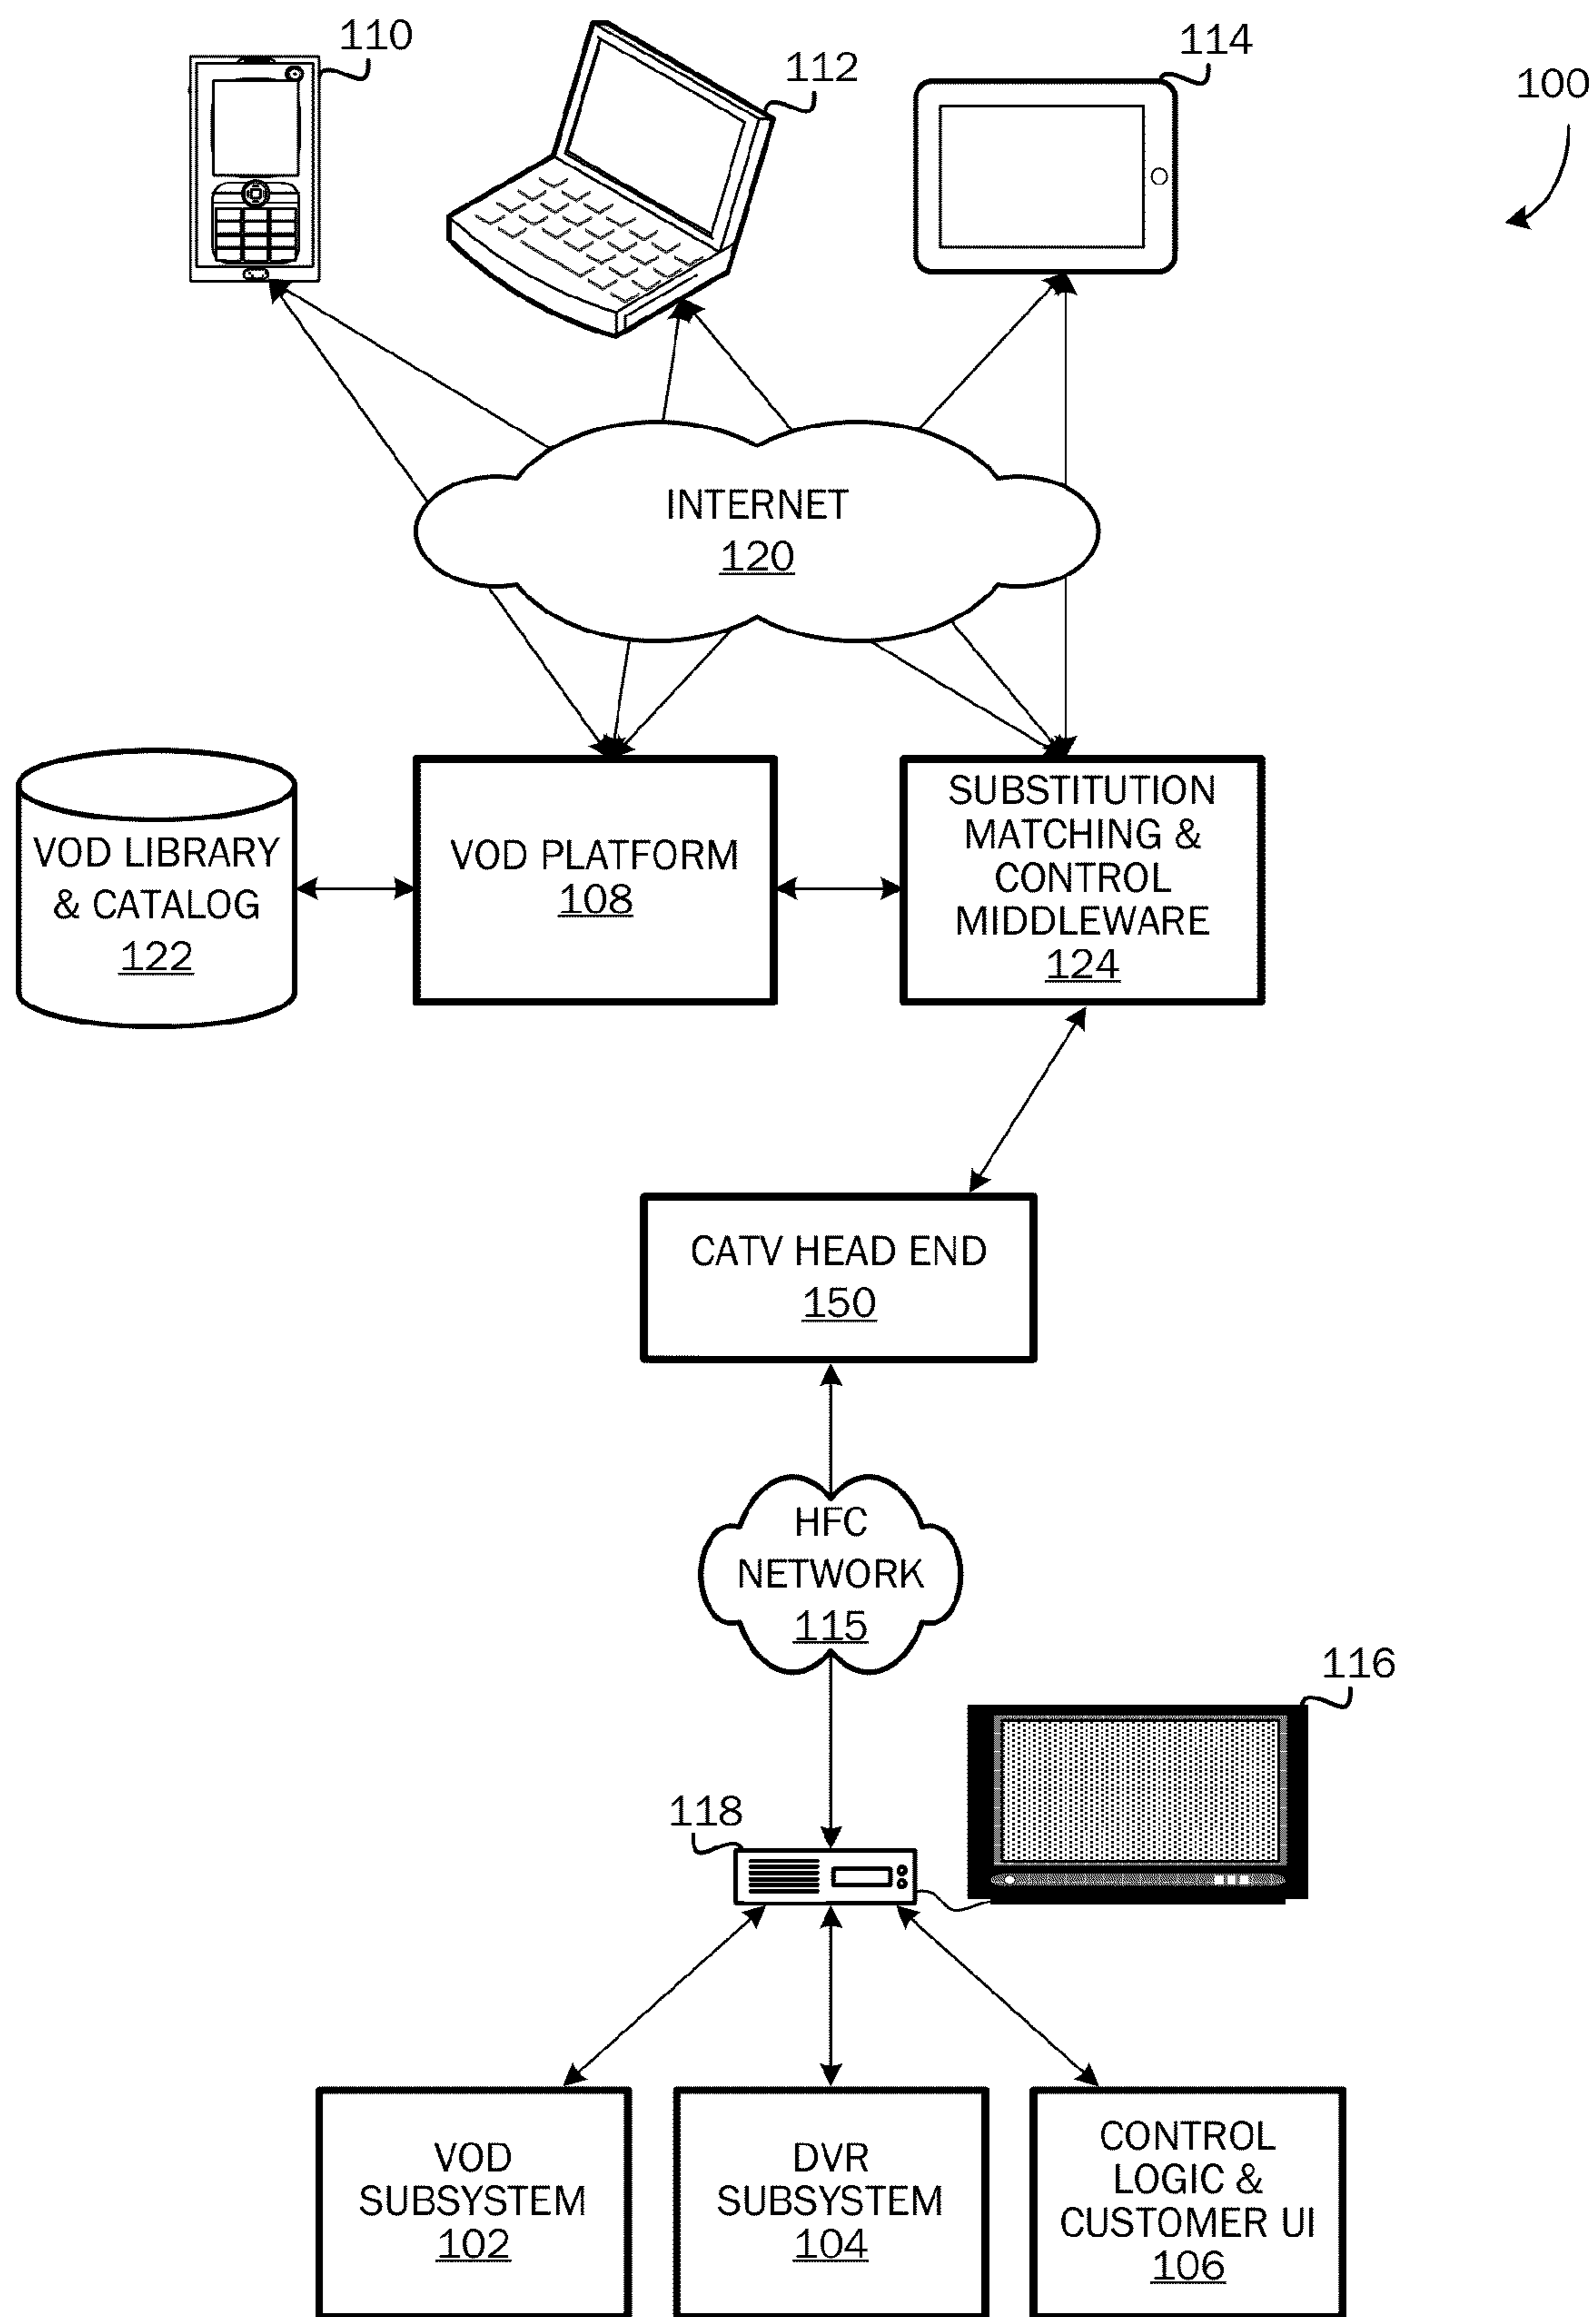 110
112
114
100
INTERNET
120
VOD LIBRARY
& CATALOG
122
VOD PLATFORM
108
SUBSTITUTION
MATCHING &
CONTROL
MIDDLEWARE
124
CATV HEAD END
150
HFC
NETWORK
115
116
118
VOD
SUBSYSTEM
102
DVR
SUBSYSTEM
104
CONTROL
LOGIC &
CUSTOMER UI
106